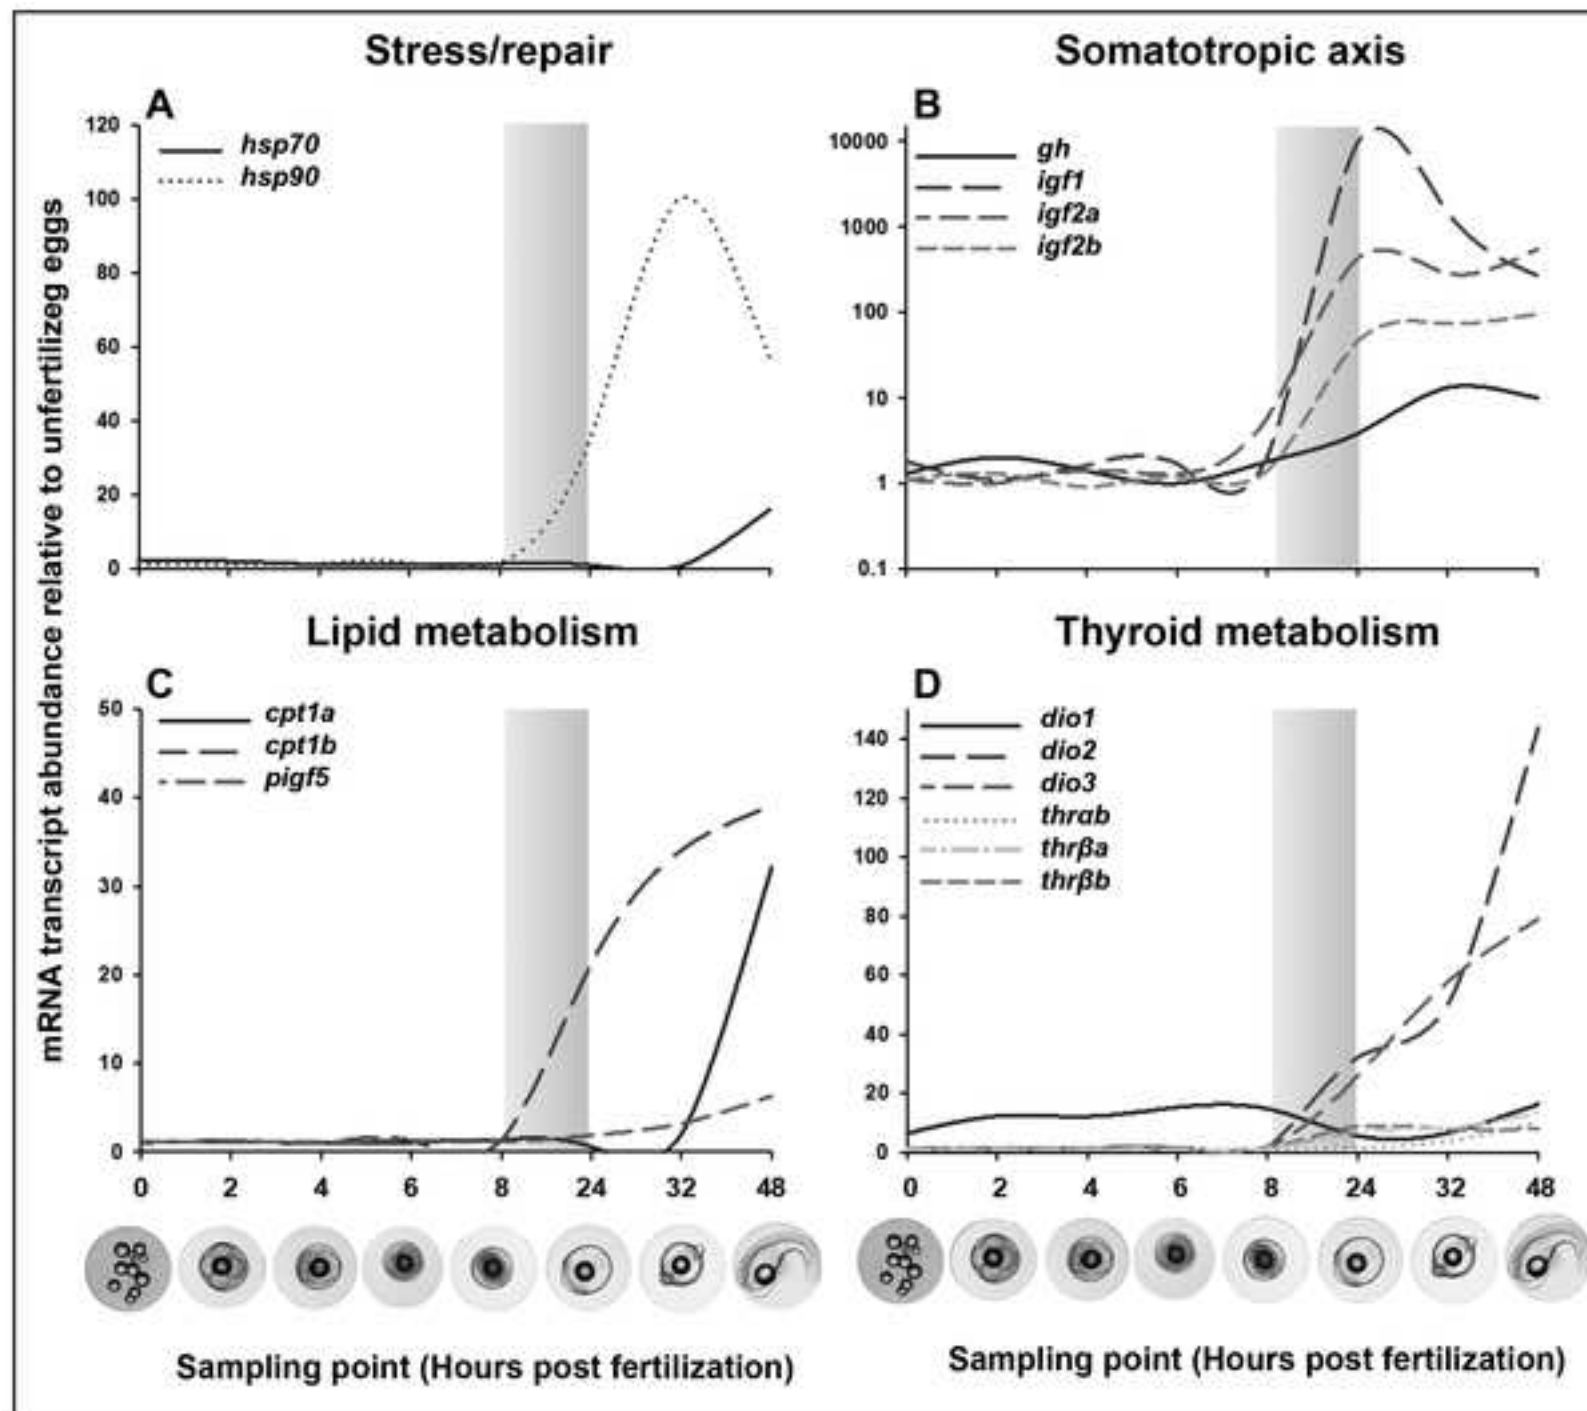 Stress/repair
Somatotropic axis
mRNA transcript abundance relative to unfertilizeg eggs
A
120
100
80
60
40
20
0
hsp70
hsp90
B
10000
1000
100
10
1
0.1
gh
igf1
igf2a
igf2b
Lipid metabolism
Thyroid metabolism
C
50
40
30
20
10
0
cpt1a
cpt1b
pigf5
0 2 4 6 8 24 32 48
D
140
120
100
80
60
40
20
0
dio1
dio2
dio3
thrαb
thrβa
thrβb
0 2 4 6 8 24 32 48
Sampling point (Hours post fertilization)
Sampling point (Hours post fertilization)